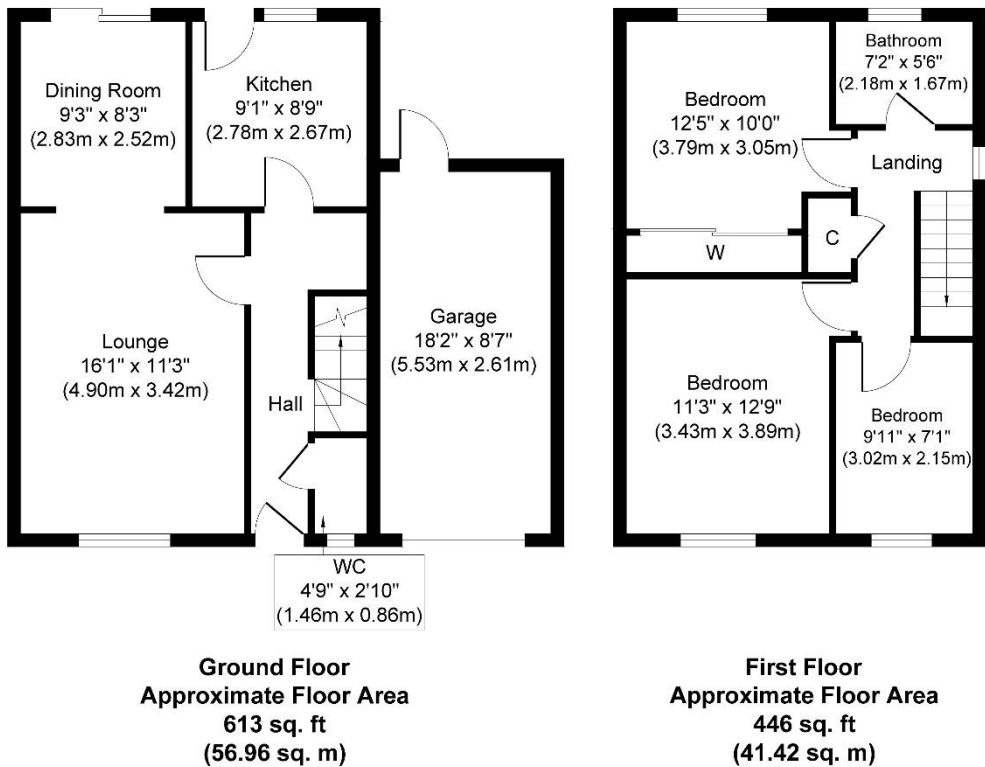 Dining Room
9'3" x 8'3"
(2.83m x 2.52m)
Kitchen
9'1" x 8'9"
(2.78m x 2.67m)
Lounge
16'1" x 11'3"
(4.90m x 3.42m)
Hall
Garage
18'2" x 8'7"
(5.53m x 2.61m)
WC
4'9" x 2'10"
(1.46m x 0.86m)
Ground Floor
Approximate Floor Area
613 sq. ft
(56.96 sq. m)
Bedroom
12'5" x 10'0"
(3.79m x 3.05m)
Bathroom
7'2" x 5'6"
(2.18m x 1.67m)
Landing
C
W
Bedroom
11'3" x 12'9"
(3.43m x 3.89m)
Bedroom
9'11" x 7'1"
(3.02m x 2.15m)
First Floor
Approximate Floor Area
446 sq. ft
(41.42 sq. m)